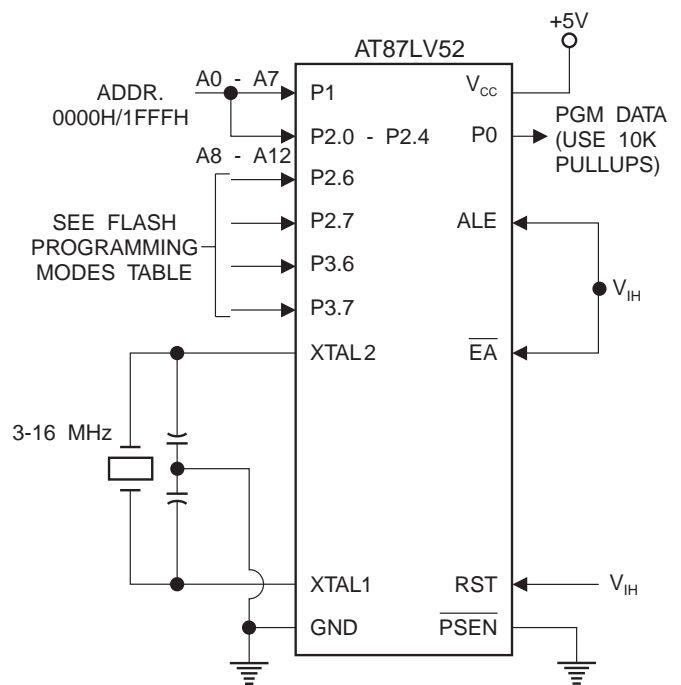 +5V
AT87LV52
A0 - A7
ADDR.
0000H/1FFFH
P1
VCC
P2.0 - P2.4
P0
PGM DATA
(USE 10K
PULLUPS)
A8 - A12
P2.6
SEE FLASH
PROGRAMMING
MODES TABLE
P2.7
ALE
P3.6
P3.7
VIH
XTAL2
EA
3-16 MHz
XTAL1
RST
VIH
GND
PSEN